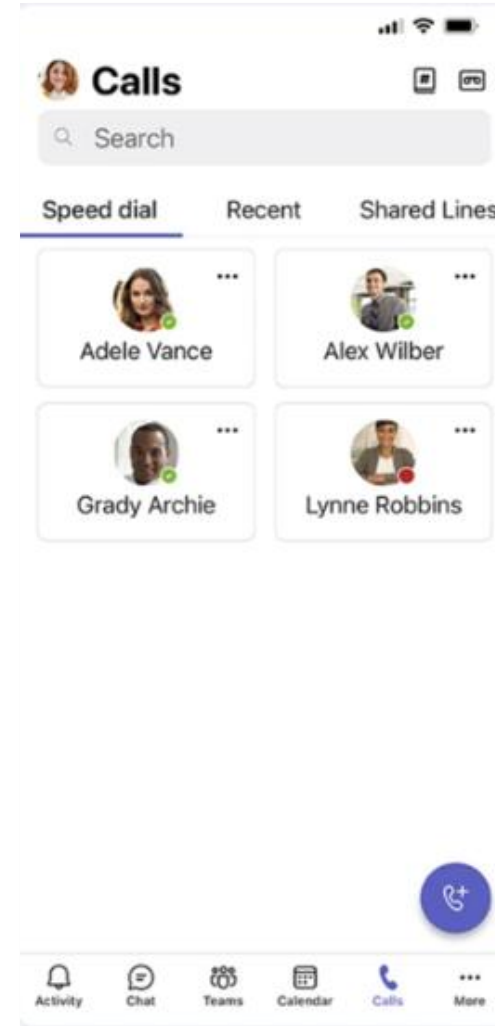 Calls
Search
Speed dial Recent Shared Lines
Adele Vance Alex Wilber
Grady Archie Lynne Robbins
Activity Chat Teams Calendar Calls More